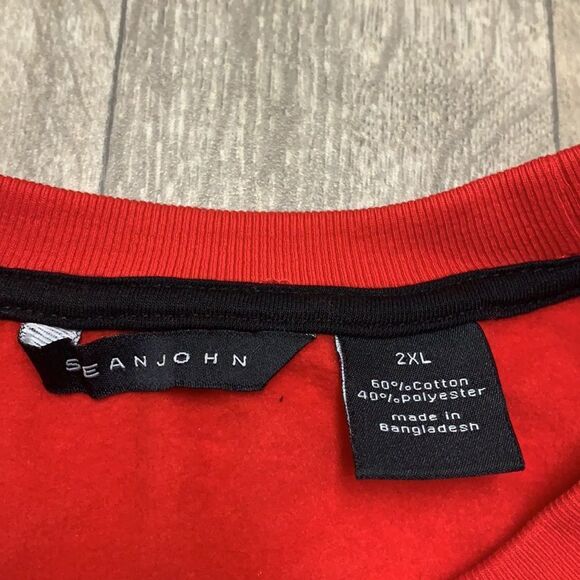 SEANJOHN
2XL
60%Cotton
40%polyester
made in
Bangladesh